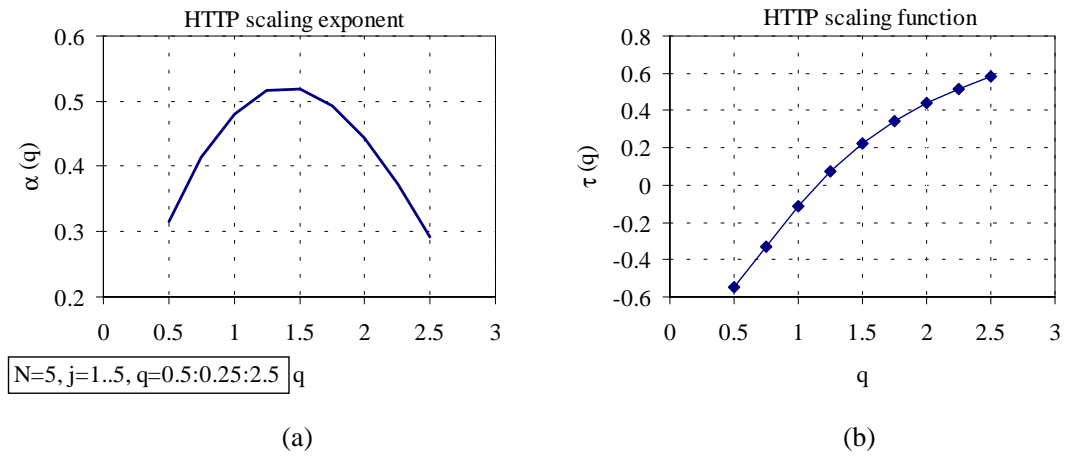 HTTP scaling exponent
0.6
0.5
0.4
0.3
0.2
α (q)
0 0.5 1 1.5 2 2.5 3
N=5, j=1..5, q=0.5:0.25:2.5
q
(a)
HTTP scaling function
0.8
0.6
0.4
0.2
0
-0.2
-0.4
-0.6
τ (q)
0 0.5 1 1.5 2 2.5 3
q
(b)